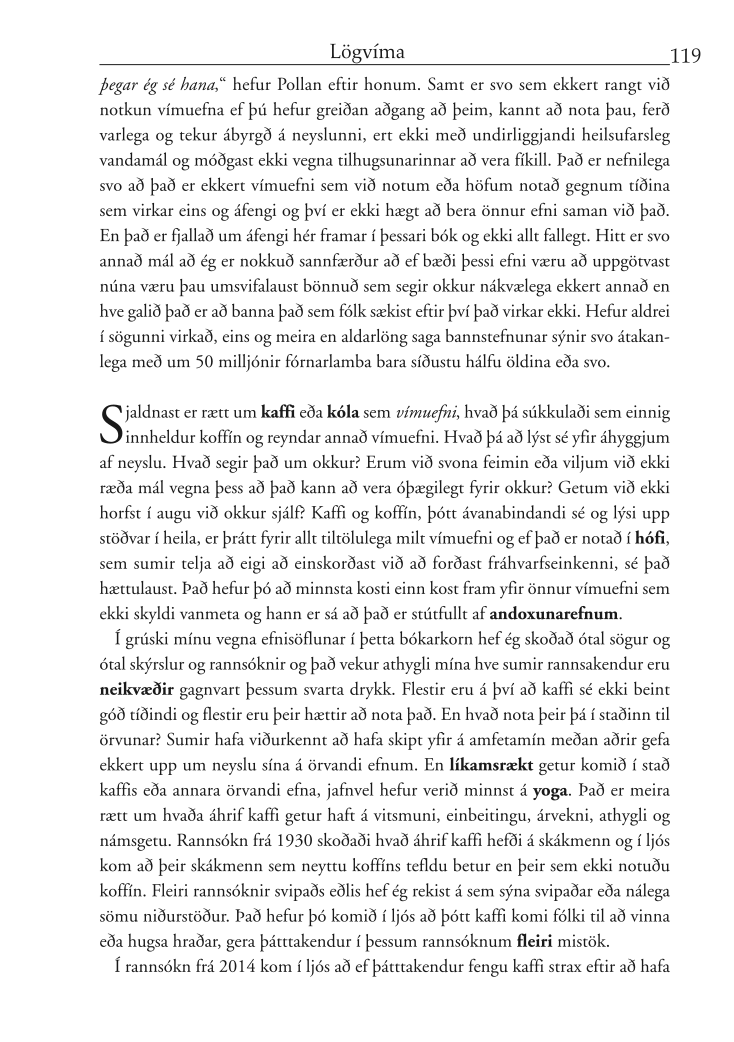 Lögvíma
119
þegar ég sé hana,“ hefur Pollan eftir honum. Samt er svo sem ekkert rangt við
notkun vímuefna ef þú hefur greiðan aðgang að þeim, kannt að nota þau, ferð
varlega og tekur ábyrgð á neyslunni, ert ekki með undirliggjandi heilsufarsleg
vandamál og móðgast ekki vegna tilhugsunarinnar að vera fíkill. Það er nefnilega
svo að það er ekkert vímuefni sem við notum eða höfum notað gegnum tíðina
sem virkar eins og áfengi og því er ekki hægt að bera önnur efni saman við það.
En það er fjallað um áfengi hér framar í þessari bók og ekki allt fallegt. Hitt er svo
annað mál að ég er nokkuð sannfærður að ef bæði þessi efni væru að uppgötvast
núna væru þau umsvifalaust bönnuð sem segir okkur nákvælega ekkert annað en
hve galið það er að banna það sem fólk sækist eftir því það virkar ekki. Hefur aldrei
í sögunni virkað, eins og meira en aldarlöng saga bannstefnunar sýnir svo átakan-
lega með um 50 milljónir fórnarlamba bara síðustu hálfu öldina eða svo.
Sjaldnast er rætt um kaffi eða kóla sem vímuefni, hvað þá súkkulaði sem einnig
innheldur koffín og reyndar annað vímuefni. Hvað þá að lýst sé yfir áhyggjum
af neyslu. Hvað segir það um okkur? Erum við svona feimin eða viljum við ekki
ræða mál vegna þess að það kann að vera óþægilegt fyrir okkur? Getum við ekki
horfst í augu við okkur sjálf? Kaffi og koffín, þótt ávanabindandi sé og lýsi upp
stöðvar í heila, er þrátt fyrir allt tiltölulega milt vímuefni og ef það er notað í hófi,
sem sumir telja að eigi að einskorðast við að forðast fráhvarfseinkenni, sé það
hættulaust. Það hefur þó að minnsta kosti einn kost fram yfir önnur vímuefni sem
ekki skyldi vanmeta og hann er sá að það er stútfullt af andoxunarefnum.
Í grúski mínu vegna efnisöflunar í þetta bókarkorn hef ég skoðað ótal sögur og
ótal skýrslur og rannsóknir og það vekur athygli mína hve sumir rannsakendur eru
neikvæðir gagnvart þessum svarta drykk. Flestir eru á því að kaffi sé ekki beint
góð tíðindi og flestir eru þeir hættir að nota það. En hvað nota þeir þá í staðinn til
örvunar? Sumir hafa viðurkennt að hafa skipt yfir á amfetamín meðan aðrir gefa
ekkert upp um neyslu sína á örvandi efnum. En líkamsrækt getur komið í stað
kaffis eða annara örvandi efna, jafnvel hefur verið minnst á yoga. Það er meira
rætt um hvaða áhrif kaffi getur haft á vitsmuni, einbeitingu, árvekni, athygli og
námsgetu. Rannsókn frá 1930 skoðaði hvað áhrif kaffi hefði á skákmenn og í ljós
kom að þeir skákmenn sem neyttu koffíns tefldu betur en þeir sem ekki notuðu
koffín. Fleiri rannsóknir svipaðs eðlis hef ég rekist á sem sýna svipaðar eða nálega
sömu niðurstöður. Það hefur þó komið í ljós að þótt kaffi komi fólki til að vinna
eða hugsa hraðar, gera þátttakendur í þessum rannsóknum fleiri mistök.
Í rannsókn frá 2014 kom í ljós að ef þátttakendur fengu kaffi strax eftir að hafa